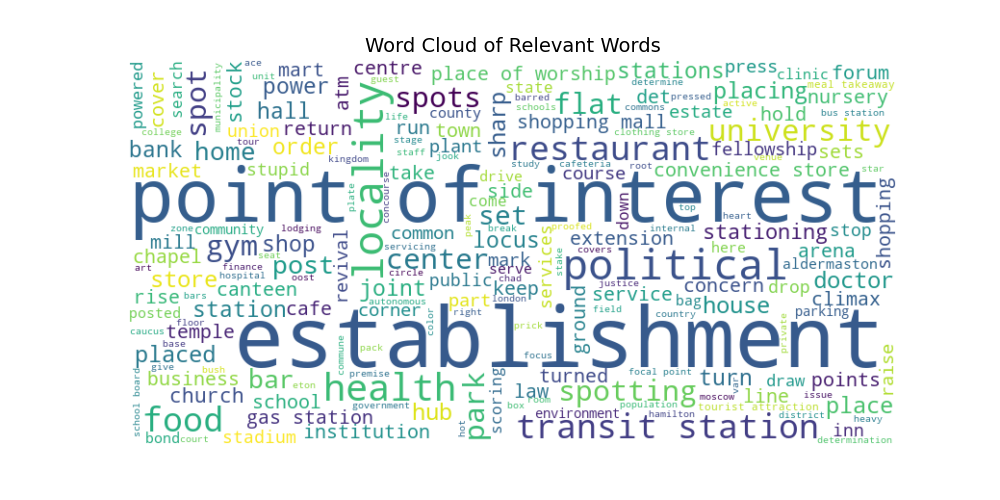 Word Cloud of Relevant Words
ace
centre
place of worship
stations
press
clinic
forum
powered
cover
search
spot
municipality
stock
unit
mart
power
atm
guest
spots
state
determine
det
pressed
placing
meal takeaway
nursery
hall
life
county
sharp
barred
flat
schools
commons
estate
active
hold
bus station
college
union
return
run
town
shopping mall
clothing store
university
tour
order
stage
staff
plant
restaurant
venue
fellowship
sets
bank
home
kingdom
jook
study
cafeteria
root
market
stupid
locality
take
drive
side
course
convenience store
star
point of interest
plate
concourse
come
down
top
heart
shopping
zone
community
lodging
common
peak
set
break
proofed
internal
stationing
stop
mill
gym
shop
revival
servicing
locus
services
extension
here
arena
chapel
seat
post
center
mark
covers
stake
political
aldermaston
art
finance
hospital
oost
circle
serve
chad
justice
concern
drop
doctor
store
canteen
joint
autonomous
public
keep
service
bag
house
climax
rise
bars
posted
station
cafe
corner
part
london
right
ground
field
country
parking
caucus
floor
temple
color
prick
establishment
private
base
placed
commune
pack
focus
give
bush
premise
focal point
raise
school board
business
bar
eton
health
park
scoring
law
turned
turn
var
draw
points
church
school
government
box
room
spotting
population
moscow
line
issue
tourist attraction
place
food
gas station
hub
hot
environment
hamilton
district
heavy
bond
court
stadium
institution
transit station
inn
determination